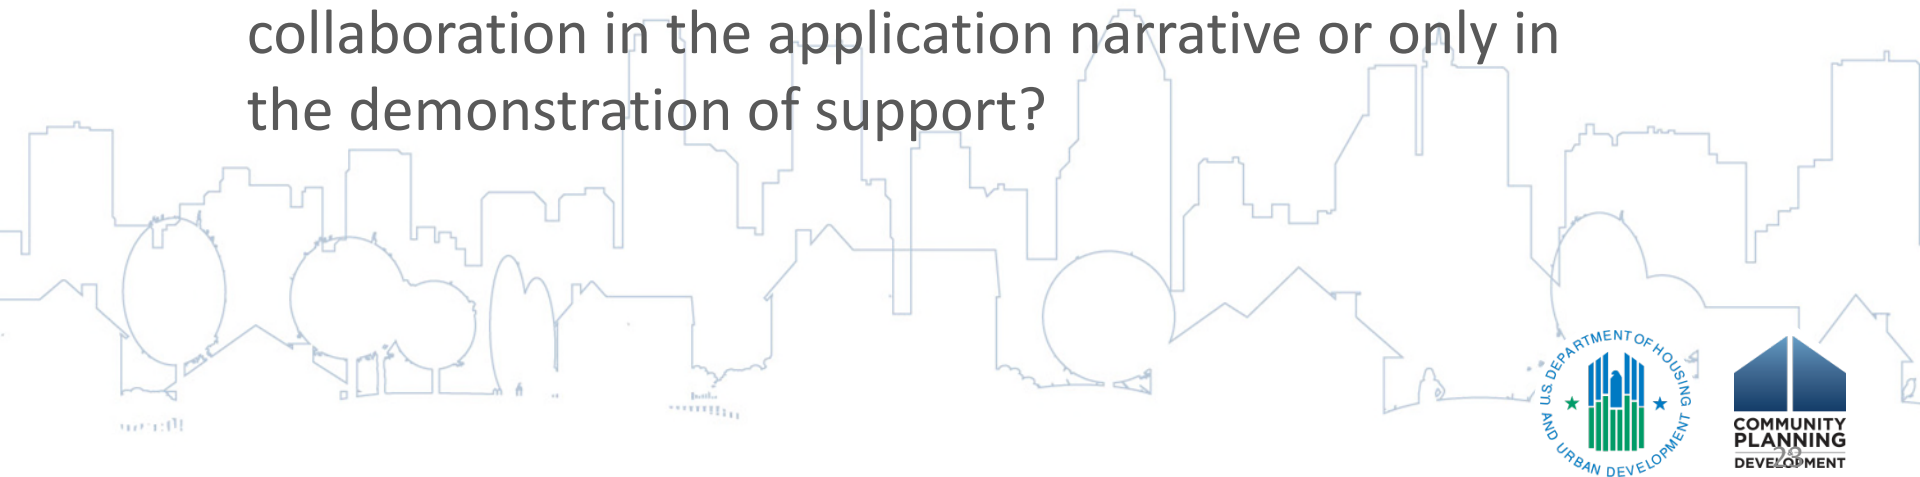 collaboration in the application narrative or only in
the demonstration of support?
U.S. DEPARTMENT OF HOUSING
AND URBAN DEVELOPMENT
COMMUNITY
PLANNING
DEVELOPMENT
23